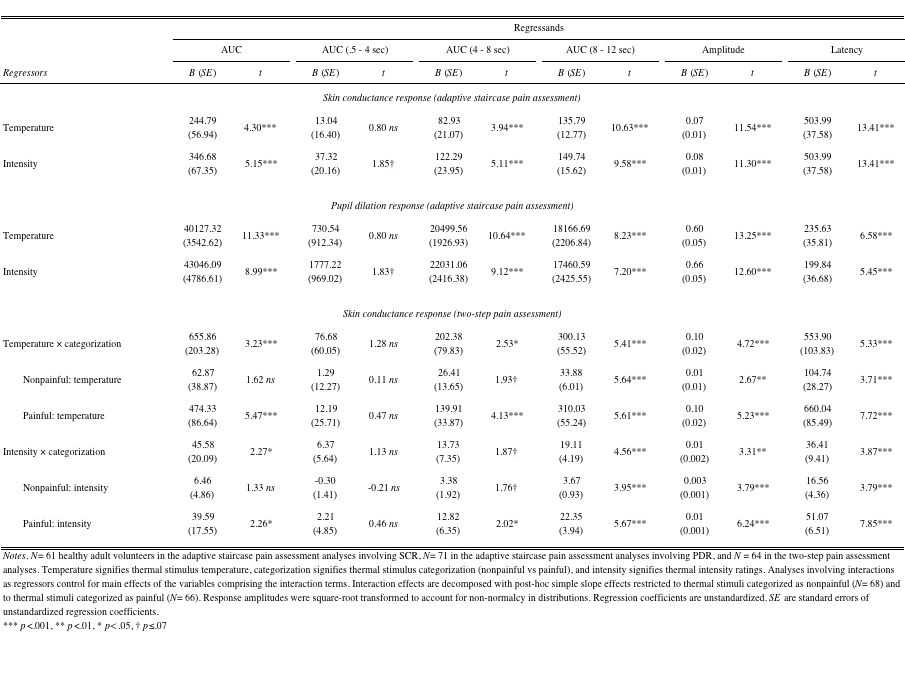 Regressands
AUC AUC (.5 - 4 sec) AUC (4 - 8 sec) AUC (8 - 12 sec) Amplitude Latency
Regressors B (SE) t B (SE) t B (SE) t B (SE) t B (SE) t B (SE) t
Skin conductance response (adaptive staircase pain assessment)
Temperature 244.79 (56.94) 4.30*** 13.04 (16.40) 0.80 ns 82.93 (21.07) 3.94*** 135.79 (12.77) 10.63*** 0.07 (0.01) 11.54*** 503.99 (37.58) 13.41***
Intensity 346.68 (67.35) 5.15*** 37.32 (20.16) 1.85† 122.29 (23.95) 5.11*** 149.74 (15.62) 9.58*** 0.08 (0.01) 11.30*** 503.99 (37.58) 13.41***
Pupil dilation response (adaptive staircase pain assessment)
Temperature 40127.32 (3542.62) 11.33*** 730.54 (912.34) 0.80 ns 20499.56 (1926.93) 10.64*** 18166.69 (2206.84) 8.23*** 0.60 (0.05) 13.25*** 235.63 (35.81) 6.58***
Intensity 43046.09 (4786.61) 8.99*** 1777.22 (969.02) 1.83† 22031.06 (2416.38) 9.12*** 17460.59 (2425.55) 7.20*** 0.66 (0.05) 12.60*** 199.84 (36.68) 5.45***
Skin conductance response (two-step pain assessment)
Temperature × categorization 655.86 (203.28) 3.23*** 76.68 (60.05) 1.28 ns 202.38 (79.83) 2.53* 300.13 (55.52) 5.41*** 0.10 (0.02) 4.72*** 553.90 (103.83) 5.33***
Nonpainful: temperature 62.87 (38.87) 1.62 ns 1.29 (12.27) 0.11 ns 26.41 (13.65) 1.93† 33.88 (6.01) 5.64*** 0.01 (0.01) 2.67** 104.74 (28.27) 3.71***
Painful: temperature 474.33 (86.64) 5.47*** 12.19 (25.71) 0.47 ns 139.91 (33.87) 4.13*** 310.03 (55.24) 5.61*** 0.10 (0.02) 5.23*** 660.04 (85.49) 7.72***
Intensity × categorization 45.58 (20.09) 2.27* 6.37 (5.64) 1.13 ns 13.73 (7.35) 1.87† 19.11 (4.19) 4.56*** 0.01 (0.002) 3.31** 36.41 (9.41) 3.87***
Nonpainful: intensity 6.46 (4.86) 1.33 ns -0.30 (1.41) -0.21 ns 3.38 (1.92) 1.76† 3.67 (0.93) 3.95*** 0.003 (0.001) 3.79*** 16.56 (4.36) 3.79***
Painful: intensity 39.59 (17.55) 2.26* 2.21 (4.85) 0.46 ns 12.82 (6.35) 2.02* 22.35 (3.94) 5.67*** 0.01 (0.001) 6.24*** 51.07 (6.51) 7.85***
Notes. N= 61 healthy adult volunteers in the adaptive staircase pain assessment analyses involving SCR, N= 71 in the adaptive staircase pain assessment analyses involving PDR, and N = 64 in the two-step pain assessment
analyses. Temperature signifies thermal stimulus temperature, categorization signifies thermal stimulus categorization (nonpainful vs painful), and intensity signifies thermal intensity ratings. Analyses involving interactions
as regressors control for main effects of the variables comprising the interaction terms. Interaction effects are decomposed with post-hoc simple slope effects restricted to thermal stimuli categorized as nonpainful (N= 68) and
to thermal stimuli categorized as painful (N= 66). Response amplitudes were square-root transformed to account for non-normalcy in distributions. Regression coefficients are unstandardized. SE are standard errors of
unstandardized regression coefficients.
*** p<.001, ** p<.01, * p< .05, † p≤.07